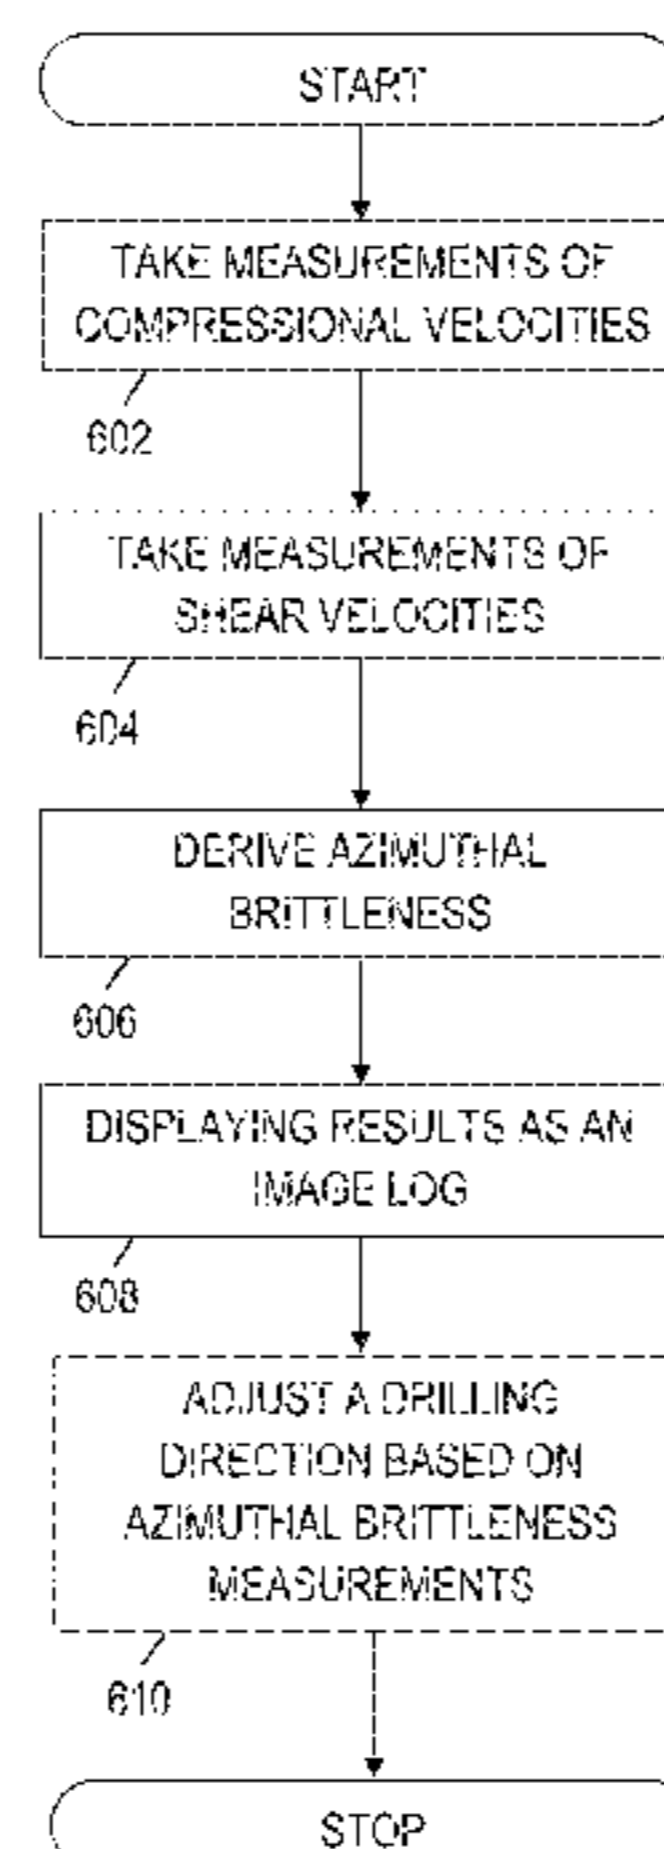 START
TAKE MEASUREMENTS OF
COMPRESSIONAL VELOCITIES
602
TAKE MEASUREMENTS OF
SHEAR VELOCITIES
604
DERIVE AZIMUTHAL
BRITTLENESS
606
DISPLAYING RESULTS AS AN
IMAGE LOG
608
ADJUST A DRILLING
DIRECTION BASED ON
AZIMUTHAL BRITTLENESS
MEASUREMENTS
610
STOP